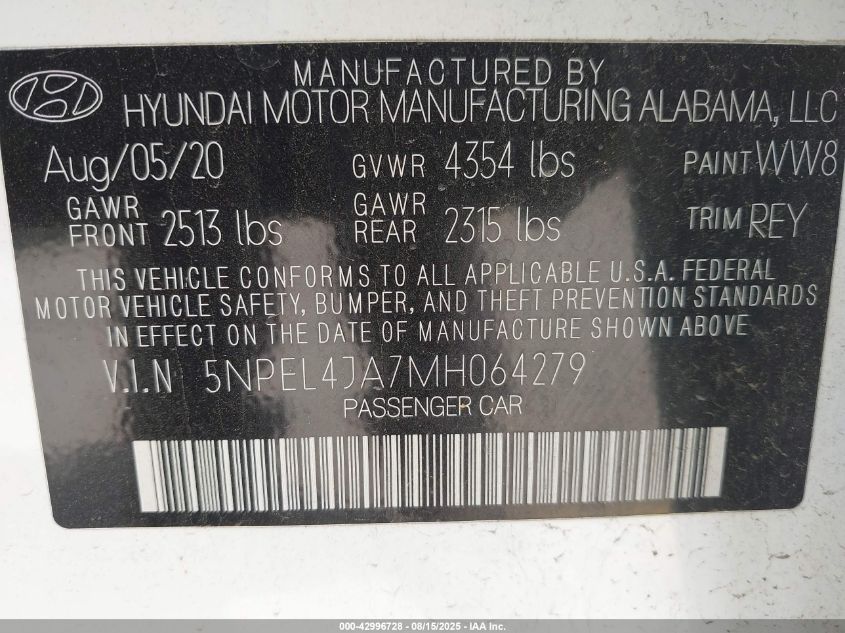 MANUFACTURED BY
HYUNDAI MOTOR MANUFACTURING ALABAMA, LLC
Aug/05/20 GVWR 4354 lbs PAINT WW8
GAWR FRONT 2513 lbs GAWR REAR 2315 lbs TRIM REY
THIS VEHICLE CONFORMS TO ALL APPLICABLE U.S.A. FEDERAL
MOTOR VEHICLE SAFETY, BUMPER, AND THEFT PREVENTION STANDARDS
IN EFFECT ON THE DATE OF MANUFACTURE SHOWN ABOVE
V.I.N 5NPEL4JA7MH064279
PASSENGER CAR
000-42996728 - 08/15/2025 - IAA Inc.